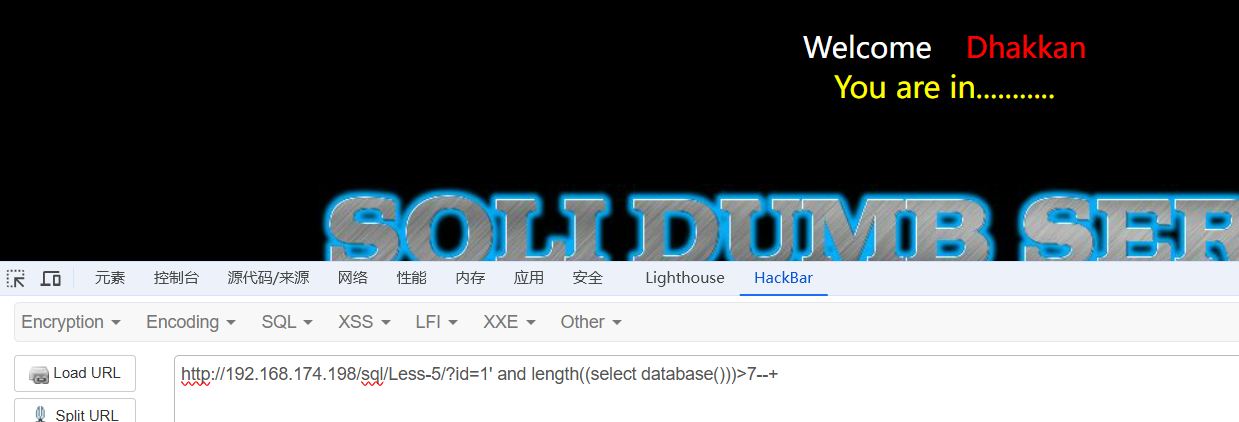 Welcome Dhakkan
You are in...........
SQLI DUMB SER
元素 控制台 源代码/来源 网络 性能 内存 应用 安全 Lighthouse HackBar
Encryption Encoding SQL XSS LFI XXE Other
Load URL http://192.168.174.198/sql/Less-5/?id=1' and length((select database()))>7--+
Split URL